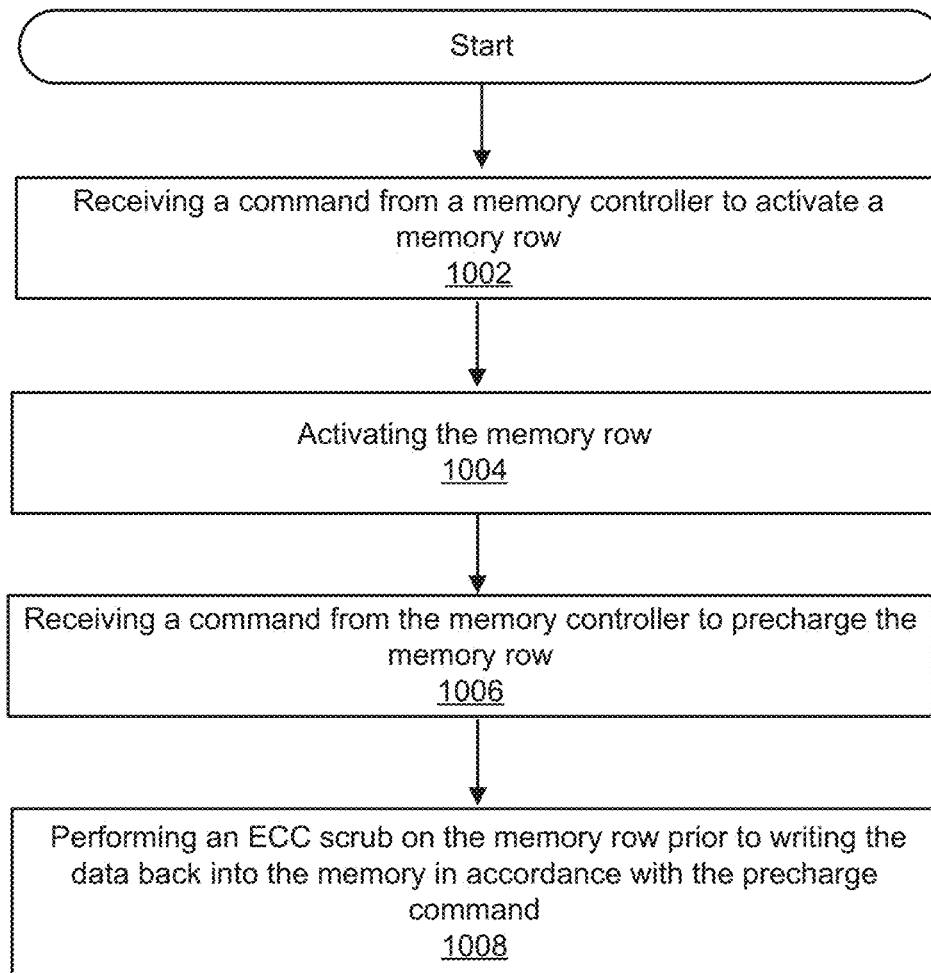 Start
Receiving a command from a memory controller to activate a
memory row
1002
Activating the memory row
1004
Receiving a command from the memory controller to precharge the
memory row
1006
Performing an ECC scrub on the memory row prior to writing the
data back into the memory in accordance with the precharge
command
1008